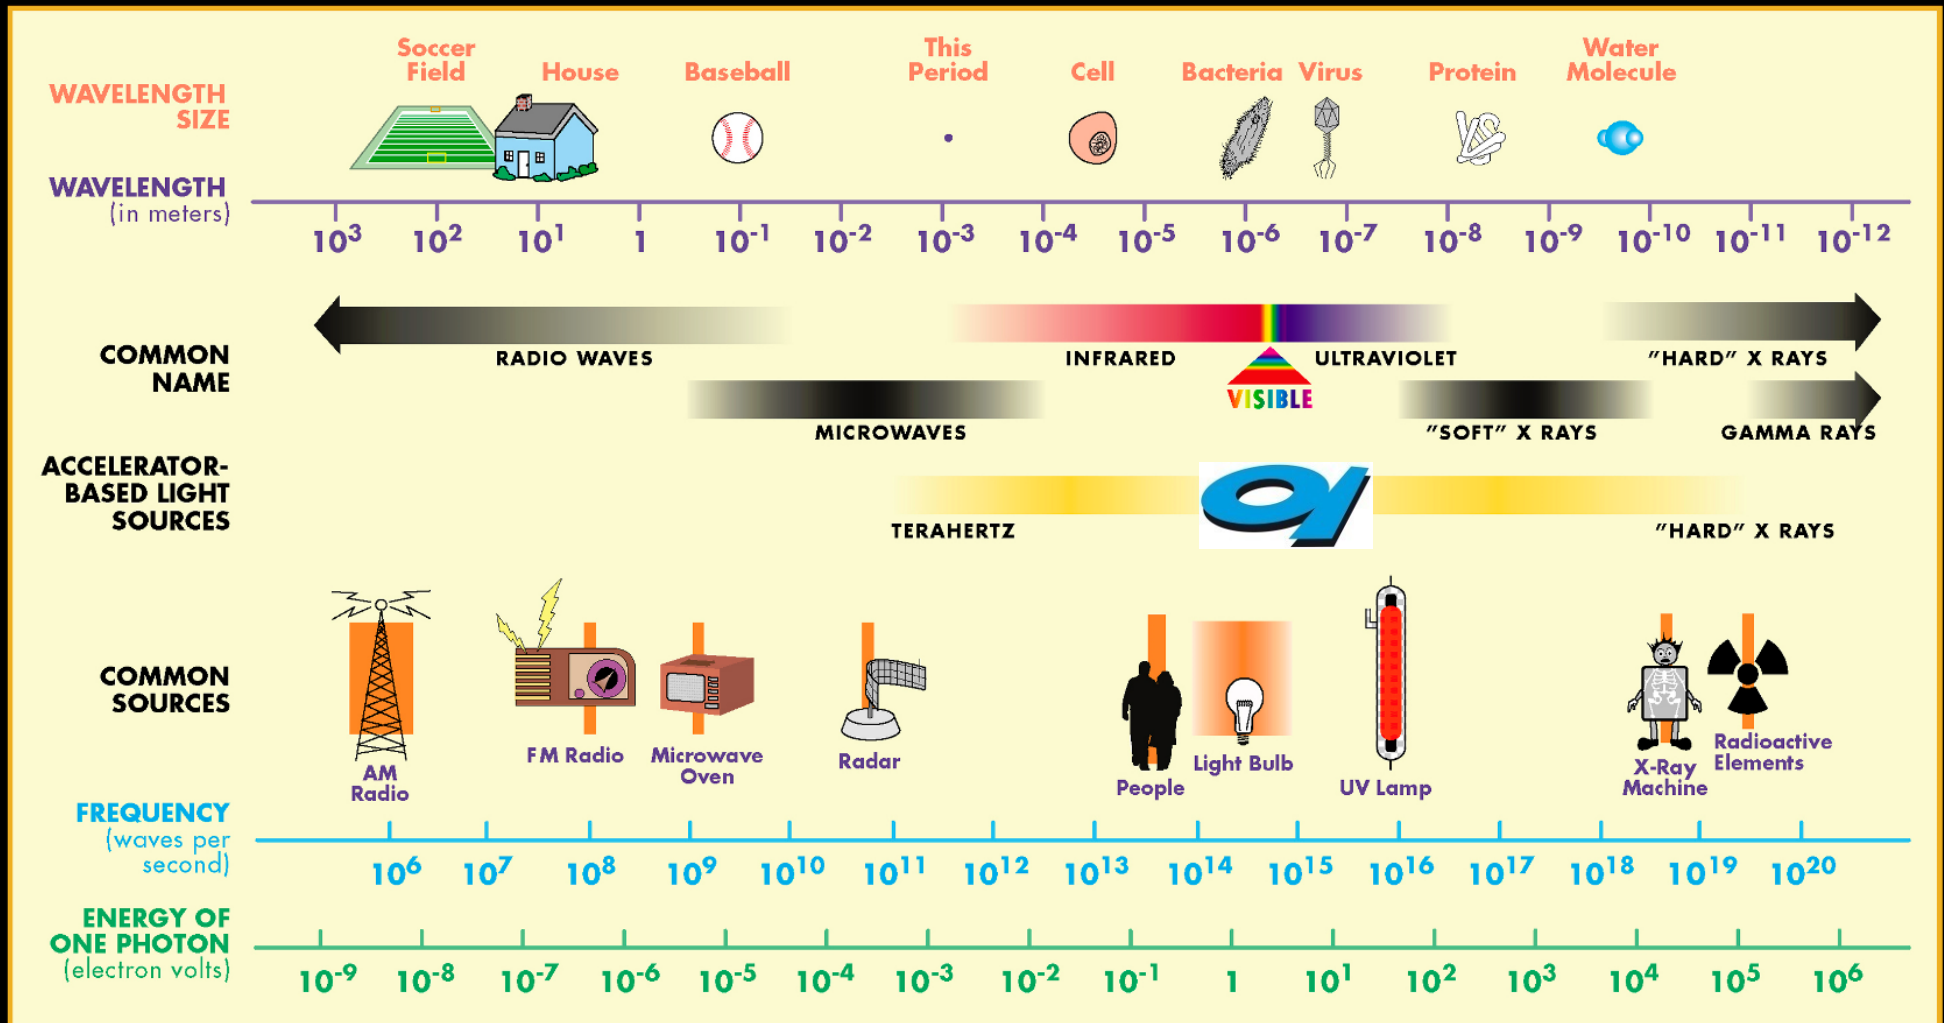 Soccer
Field
House
Baseball
This
Period
Cell
Bacteria
Virus
Protein
Water
Molecule
WAVELENGTH
SIZE
WAVELENGTH
(in meters)
10³ 10² 10¹ 1 10⁻¹ 10⁻² 10⁻³ 10⁻⁴ 10⁻⁵ 10⁻⁶ 10⁻⁷ 10⁻⁸ 10⁻⁹ 10⁻¹⁰ 10⁻¹¹ 10⁻¹²
COMMON
NAME
RADIO WAVES
INFRARED
ULTRAVIOLET
"HARD" X RAYS
VISIBLE
MICROWAVES
"SOFT" X RAYS
GAMMA RAYS
ACCELERATOR-
BASED LIGHT
SOURCES
TERAHERTZ
"HARD" X RAYS
COMMON
SOURCES
AM
Radio
FM Radio
Microwave
Oven
Radar
People
Light Bulb
UV Lamp
X-Ray
Machine
Radioactive
Elements
FREQUENCY
(waves per
second)
10⁶ 10⁷ 10⁸ 10⁹ 10¹⁰ 10¹¹ 10¹² 10¹³ 10¹⁴ 10¹⁵ 10¹⁶ 10¹⁷ 10¹⁸ 10¹⁹ 10²⁰
ENERGY OF
ONE PHOTON
(electron volts)
10⁻⁹ 10⁻⁸ 10⁻⁷ 10⁻⁶ 10⁻⁵ 10⁻⁴ 10⁻³ 10⁻² 10⁻¹ 1 10¹ 10² 10³ 10⁴ 10⁵ 10⁶